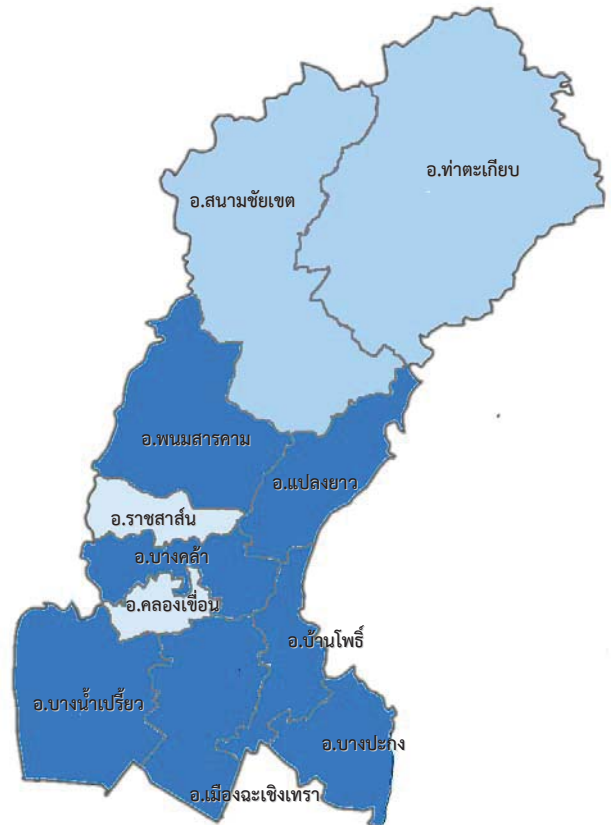 อ.ท่าตะเกียบ
อ.สนามชัยเขต
อ.พนมสารคาม
อ.แปลงยาว
อ.ราชสาส์น
อ.บางคล้า
อ.คลองเขื่อน
อ.บ้านโพธิ์
อ.บางน้ำเปรี้ยว
อ.บางปะกง
อ.เมืองฉะเชิงเทรา